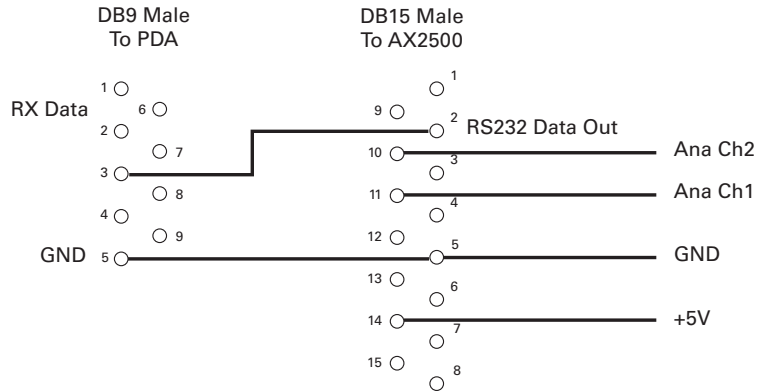 DB9 Male
To PDA
DB15 Male
To AX2500
1
RX Data
6
2
7
3
8
4
9
GND
5
1
9
2
RS232 Data Out
10
3
11
4
12
5
13
6
14
7
15
8
Ana Ch2
Ana Ch1
GND
+5V